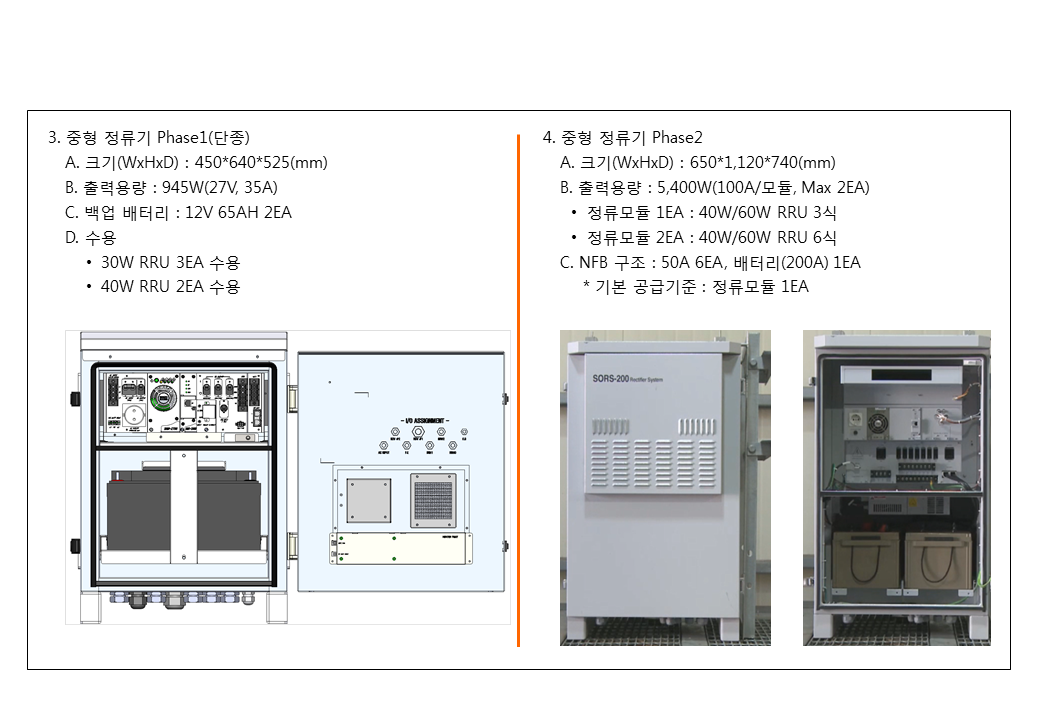 3. 중형 정류기 Phase1(단종)
A. 크기(WxHxD) : 450*640*525(mm)
B. 출력용량 : 945W(27V, 35A)
C. 백업 배터리 : 12V 65AH 2EA
D. 수용
• 30W RRU 3EA 수용
• 40W RRU 2EA 수용
- I/O ASSIGNMENT -
4. 중형 정류기 Phase2
A. 크기(WxHxD) : 650*1,120*740(mm)
B. 출력용량 : 5,400W(100A/모듈, Max 2EA)
• 정류모듈 1EA : 40W/60W RRU 3식
• 정류모듈 2EA : 40W/60W RRU 6식
C. NFB 구조 : 50A 6EA, 배터리(200A) 1EA
* 기본 공급기준 : 정류모듈 1EA
SORS-200 Rectifier System